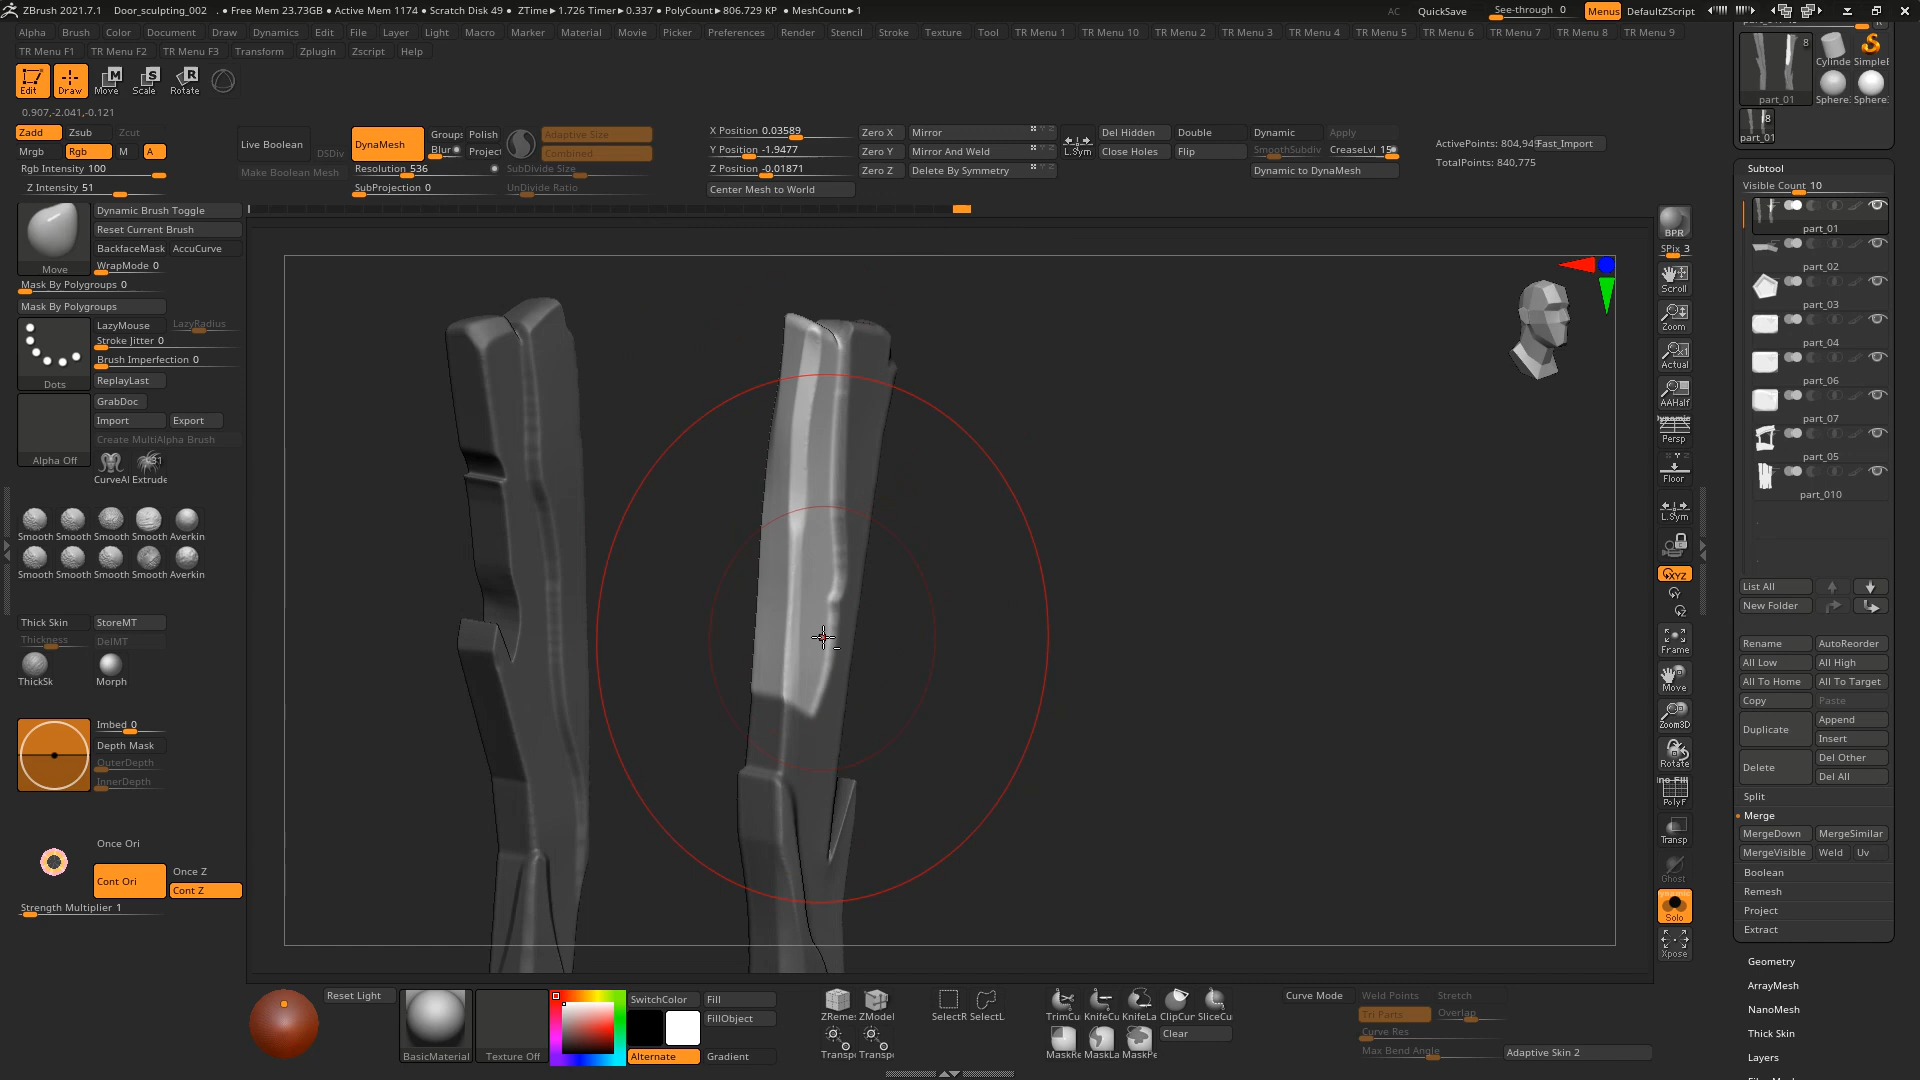 ZBrush 2021.7.1 Door_sculpting_002 . • Free Mem 23.73GB • Active Mem 1174 • Scratch Disk 49 • ZTime▸1.726 Timer▸0.337 • PolyCount▸806.729 KP • MeshCount▸1 AC QuickSave See-through 0 Menus DefaultZScript
Alpha Brush Color Document Draw Dynamics Edit File Layer Light Macro Marker Material Movie Picker Preferences Render Stencil Stroke Texture Tool TR Menu 1 TR Menu 10 TR Menu 2 TR Menu 3 TR Menu 4 TR Menu 5 TR Menu 6 TR Menu 7 TR Menu 8 TR Menu 9
TR Menu F1 TR Menu F2 TR Menu F3 Transform Zplugin Zscript Help
Edit Draw Move Scale Rotate
0.907,-2.041,-0.121
Zadd Zsub Zcut
Mrgb Rgb M A
Rgb Intensity 100
Z Intensity 51
Live Boolean DSDiv
Make Boolean Mesh
DynaMesh Groups Polish
Blur Projec
Resolution 536
SubProjection 0
Adaptive Size
Combined
SubDivide Size
UnDivide Ratio
X Position 0.03589
Y Position -1.9477
Z Position -0.01871
Center Mesh to World
Zero X
Zero Y
Zero Z
Mirror
Mirror And Weld
Delete By Symmetry
L.Sym
Del Hidden Double
Close Holes Flip
Dynamic Apply
SmoothSubdiv CreaseLvl 15
Dynamic to DynaMesh
ActivePoints: 804,94
TotalPoints: 840,775
Fast_Import
Move
Dynamic Brush Toggle
Reset Current Brush
BackfaceMask AccuCurve
WrapMode 0
Mask By Polygroups 0
Mask By Polygroups
Dots
LazyMouse LazyRadius
Stroke Jitter 0
Brush Imperfection 0
ReplayLast
Alpha Off
GrabDoc
Import Export
Create MultiAlpha Brush
31
CurveAl Extrude
Smooth Smooth Smooth Smooth Averkin
Smooth Smooth Smooth Smooth Averkin
Thick Skin StoreMT
Thickness DelMT
ThickSk Morph
Imbed 0
Depth Mask
OuterDepth
InnerDepth
Once Ori
Cont Ori
Once Z
Cont Z
Strength Multiplier 1
BPR
SPix 3
Scroll
Zoom
Actual
AAHalf
Dynamic
Persp
Floor
L.Sym
XYZ
Y
Z
Frame
Move
Zoom3D
Rotate
PolyF
Transp
Ghost
Dynamic
Solo
Xpose
8
part_01
Cylinde SimpleE
Sphere: Sphere:
8
part_01
Subtool
Visible Count 10
part_01
part_02
part_03
part_04
part_06
part_07
part_05
part_010
List All
New Folder
Rename AutoReorder
All Low All High
All To Home All To Target
Copy Paste
Duplicate Append
Insert
Delete Del Other
Del All
Split
Merge
MergeDown MergeSimilar
MergeVisible Weld Uv
Boolean
Remesh
Project
Extract
Geometry
ArrayMesh
NanoMesh
Thick Skin
Layers
Reset Light
BasicMaterial
Texture Off
SwitchColor Fill
FillObject
Alternate Gradient
ZReme: ZModel
Transp Transpo
SelectR SelectL
TrimCu KnifeCu KnifeLa ClipCur SliceCu
MaskRe MaskLa MaskPe Clear
Curve Mode Weld Points Stretch
Tri Parts Overlap
Curve Res
Max Bend Angle Adaptive Skin 2